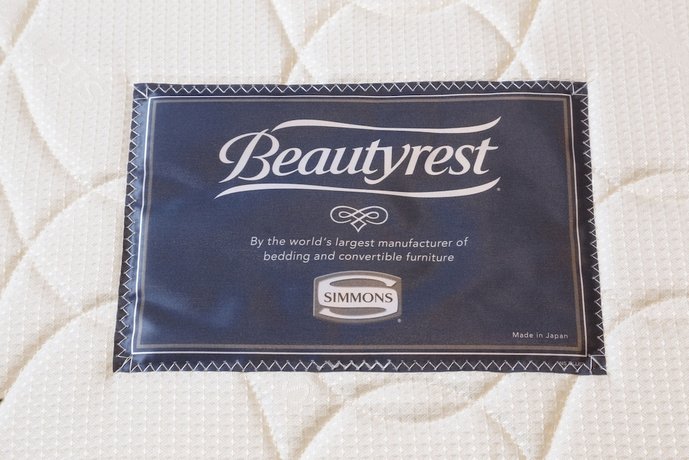 Beautyrest
By the world's largest manufacturer of
bedding and convertible furniture
SIMMONS
Made in Japan